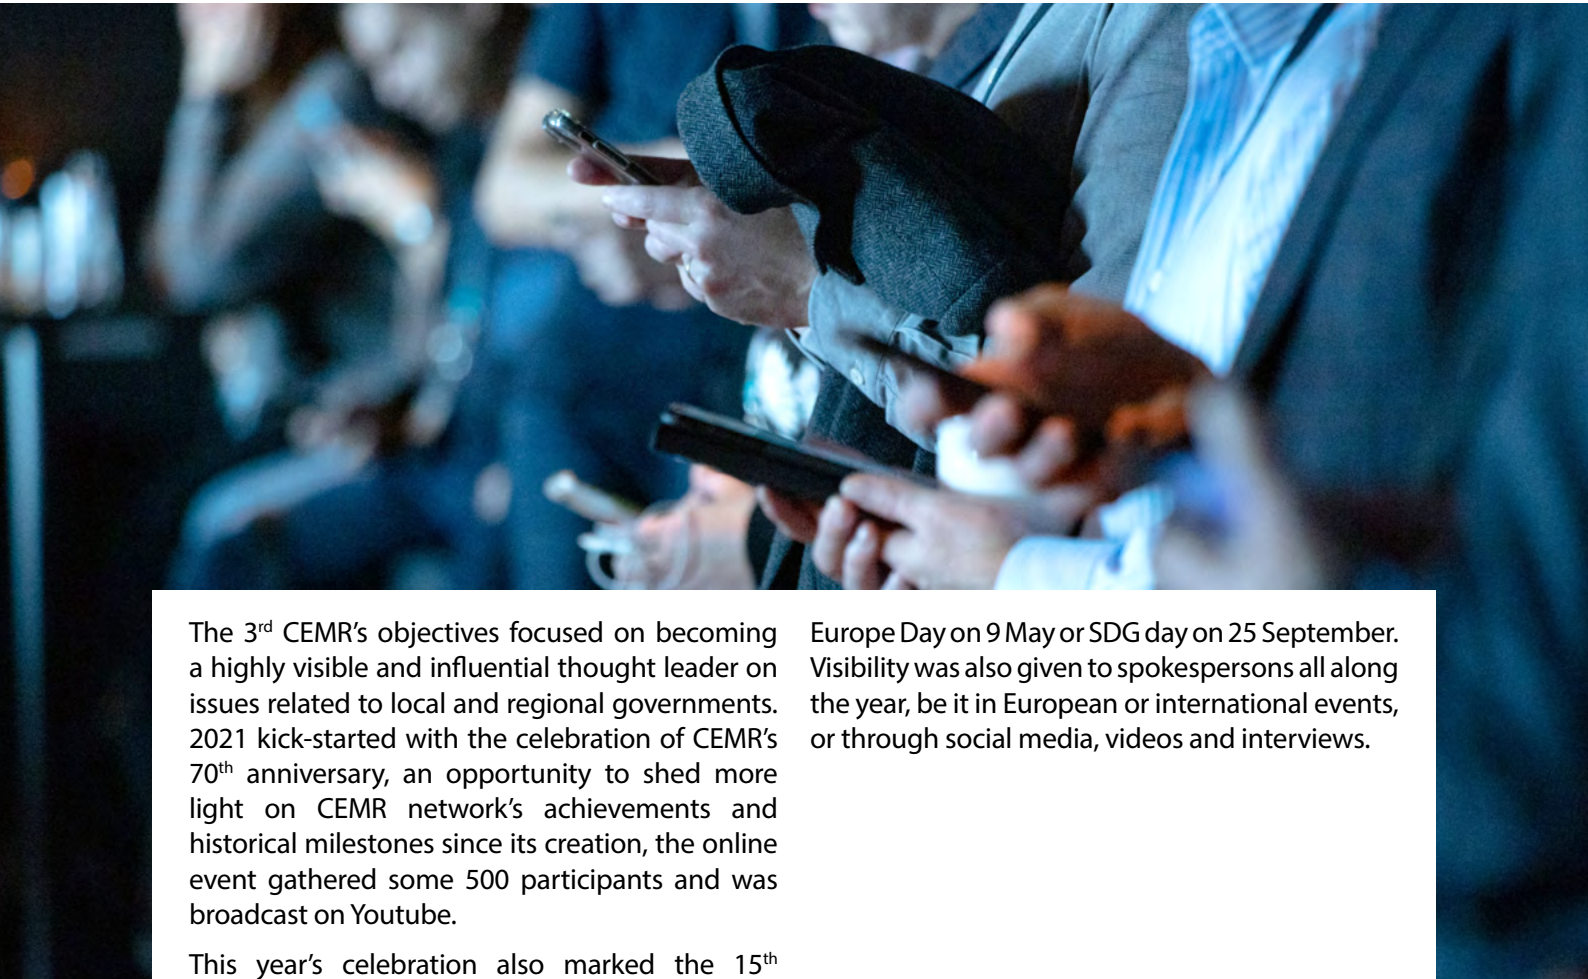 The 3rd CEMR's objectives focused on becoming
a highly visible and influential thought leader on
issues related to local and regional governments.
2021 kick-started with the celebration of CEMR's
70th anniversary, an opportunity to shed more
light on CEMR network's achievements and
historical milestones since its creation, the online
event gathered some 500 participants and was
broadcast on Youtube.
This year's celebration also marked the 15th
Europe Day on 9 May or SDG day on 25 September.
Visibility was also given to spokespersons all along
the year, be it in European or international events,
or through social media, videos and interviews.